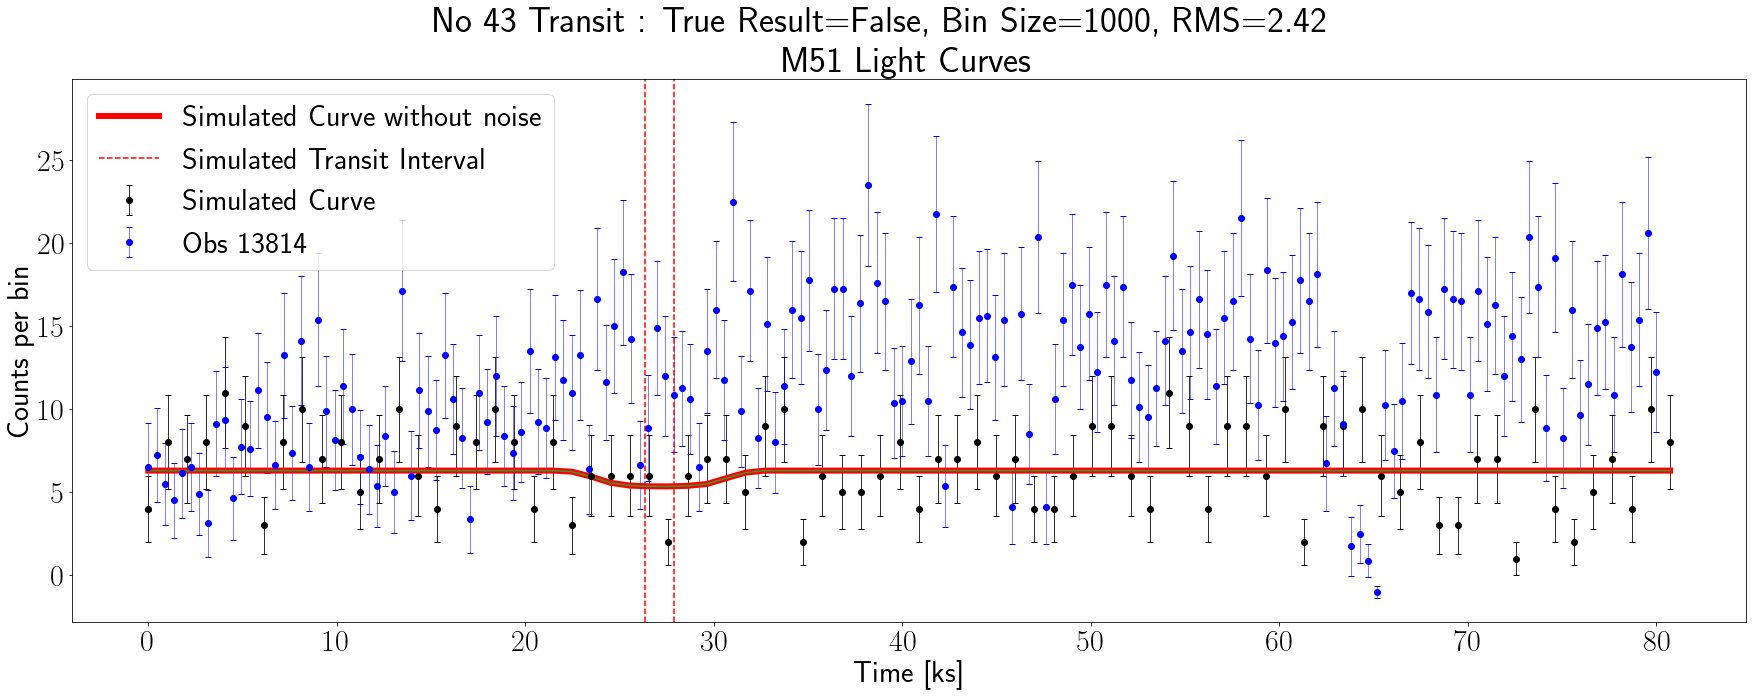 No 43 Transit : True Result=False, Bin Size=1000, RMS=2.42
M51 Light Curves
Simulated Curve without noise
Simulated Transit Interval
Simulated Curve
Obs 13814
Counts per bin
25
20
15
10
5
0
0 10 20 30 40 50 60 70 80
Time [ks]